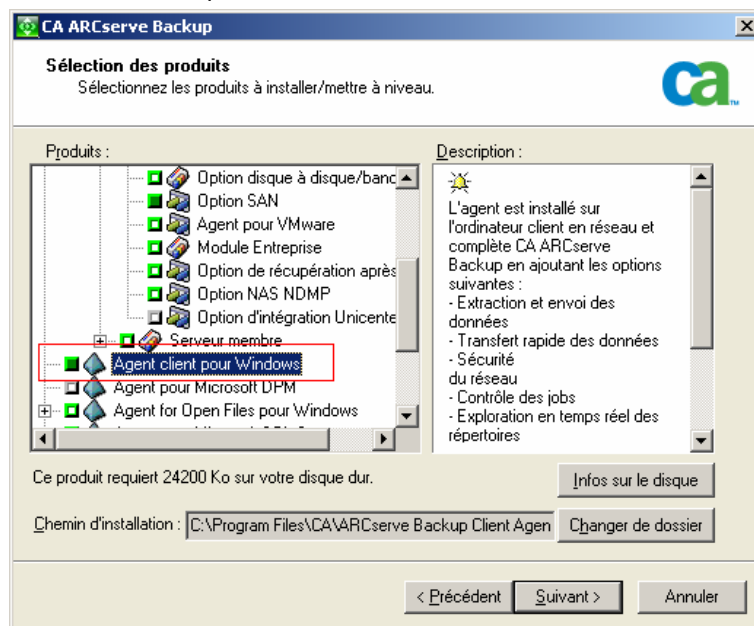 CA ARCserve Backup
Sélection des produits
Sélectionnez les produits à installer/mettre à niveau.
ca
Produits :
Option disque à disque/banc
Option SAN
Agent pour VMware
Module Entreprise
Option de récupération après
Option NAS NDMP
Option d'intégration Unicente
Serveur membre
Agent client pour Windows
Agent pour Microsoft DPM
Agent for Open Files pour Windows
Description :
L'agent est installé sur
l'ordinateur client en réseau et
complète CA ARCserve
Backup en ajoutant les options
suivantes :
- Extraction et envoi des
données
- Transfert rapide des données
- Sécurité
du réseau
- Contrôle des jobs
- Exploration en temps réel des
répertoires
Ce produit requiert 24200 Ko sur votre disque dur.
Infos sur le disque
Chemin d'installation : C:\Program Files\CA\ARCserve Backup Client Agen
Changer de dossier
< Précédent
Suivant >
Annuler